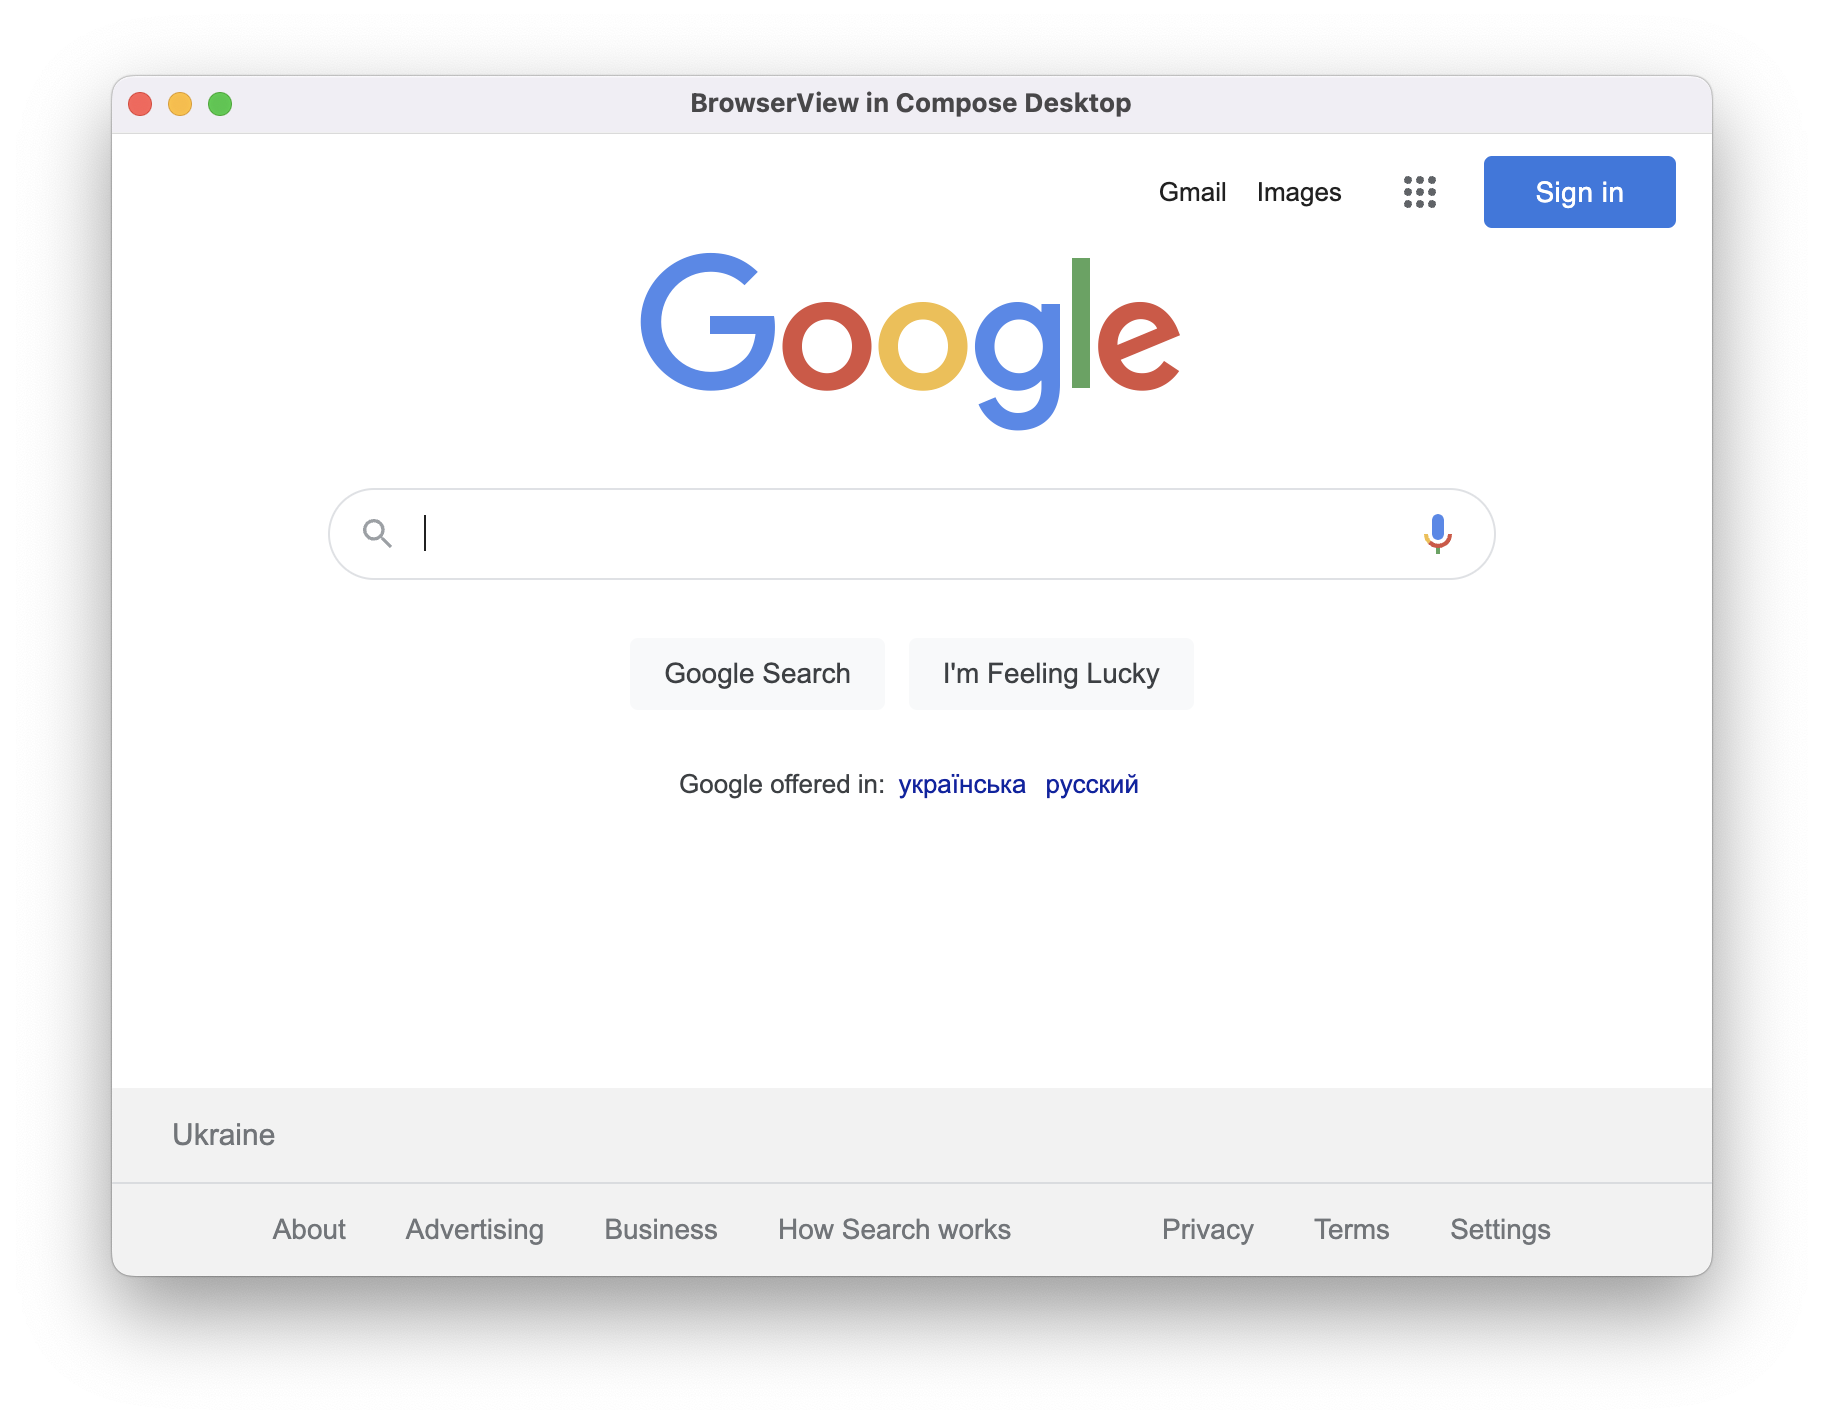 BrowserView in Compose Desktop
Gmail Images Sign in
Google
Google Search I'm Feeling Lucky
Google offered in: українська русский
Ukraine
About Advertising Business How Search works Privacy Terms Settings